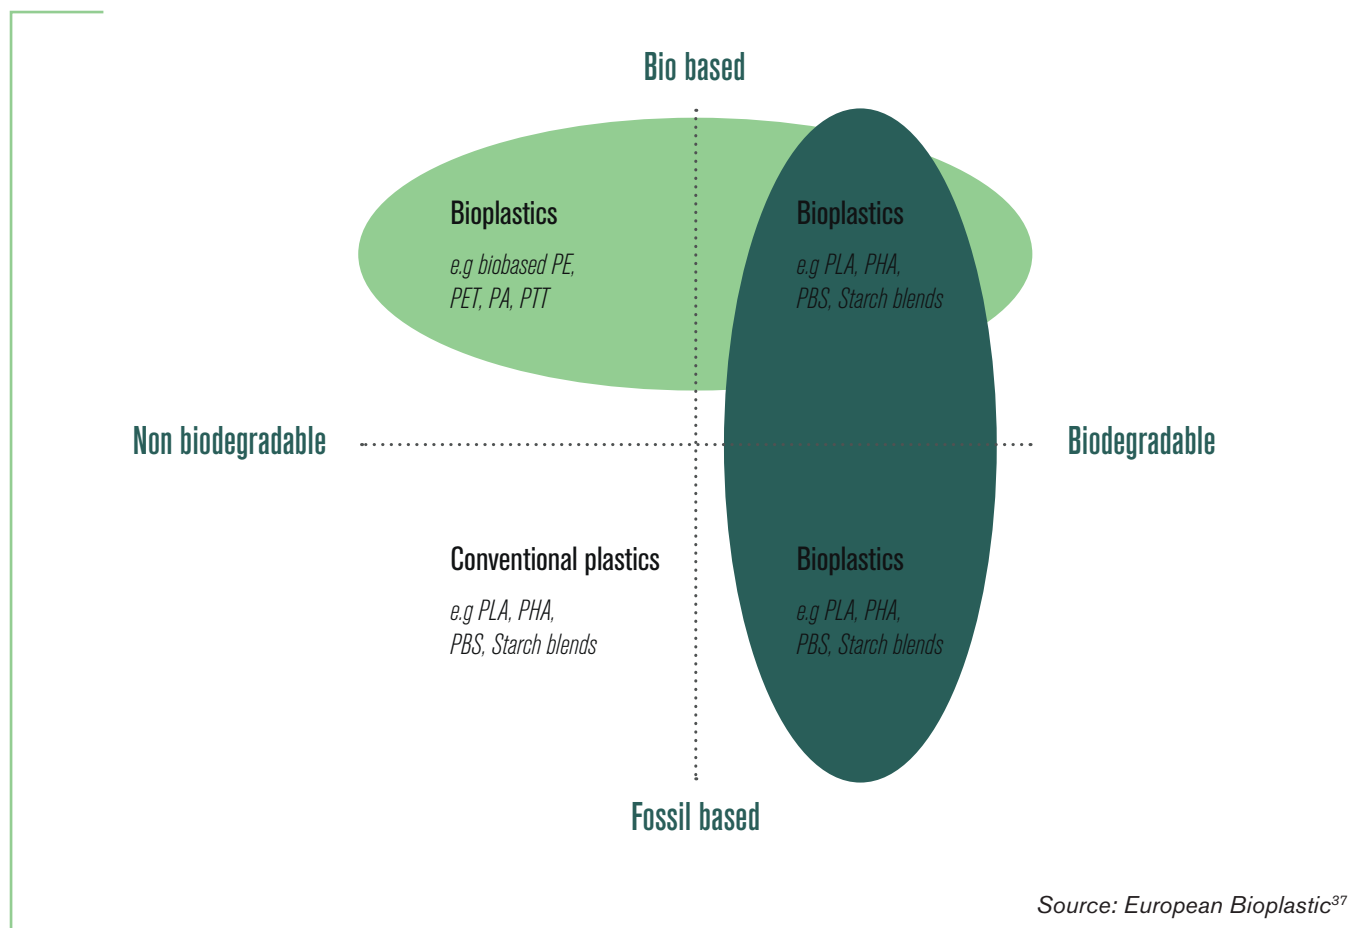 Bio based
Bioplastics
e.g biobased PE,
PET, PA, PTT
Bioplastics
e.g PLA, PHA,
PBS, Starch blends
Non biodegradable
Biodegradable
Conventional plastics
e.g PLA, PHA,
PBS, Starch blends
Bioplastics
e.g PLA, PHA,
PBS, Starch blends
Fossil based
Source: European Bioplastic³⁷